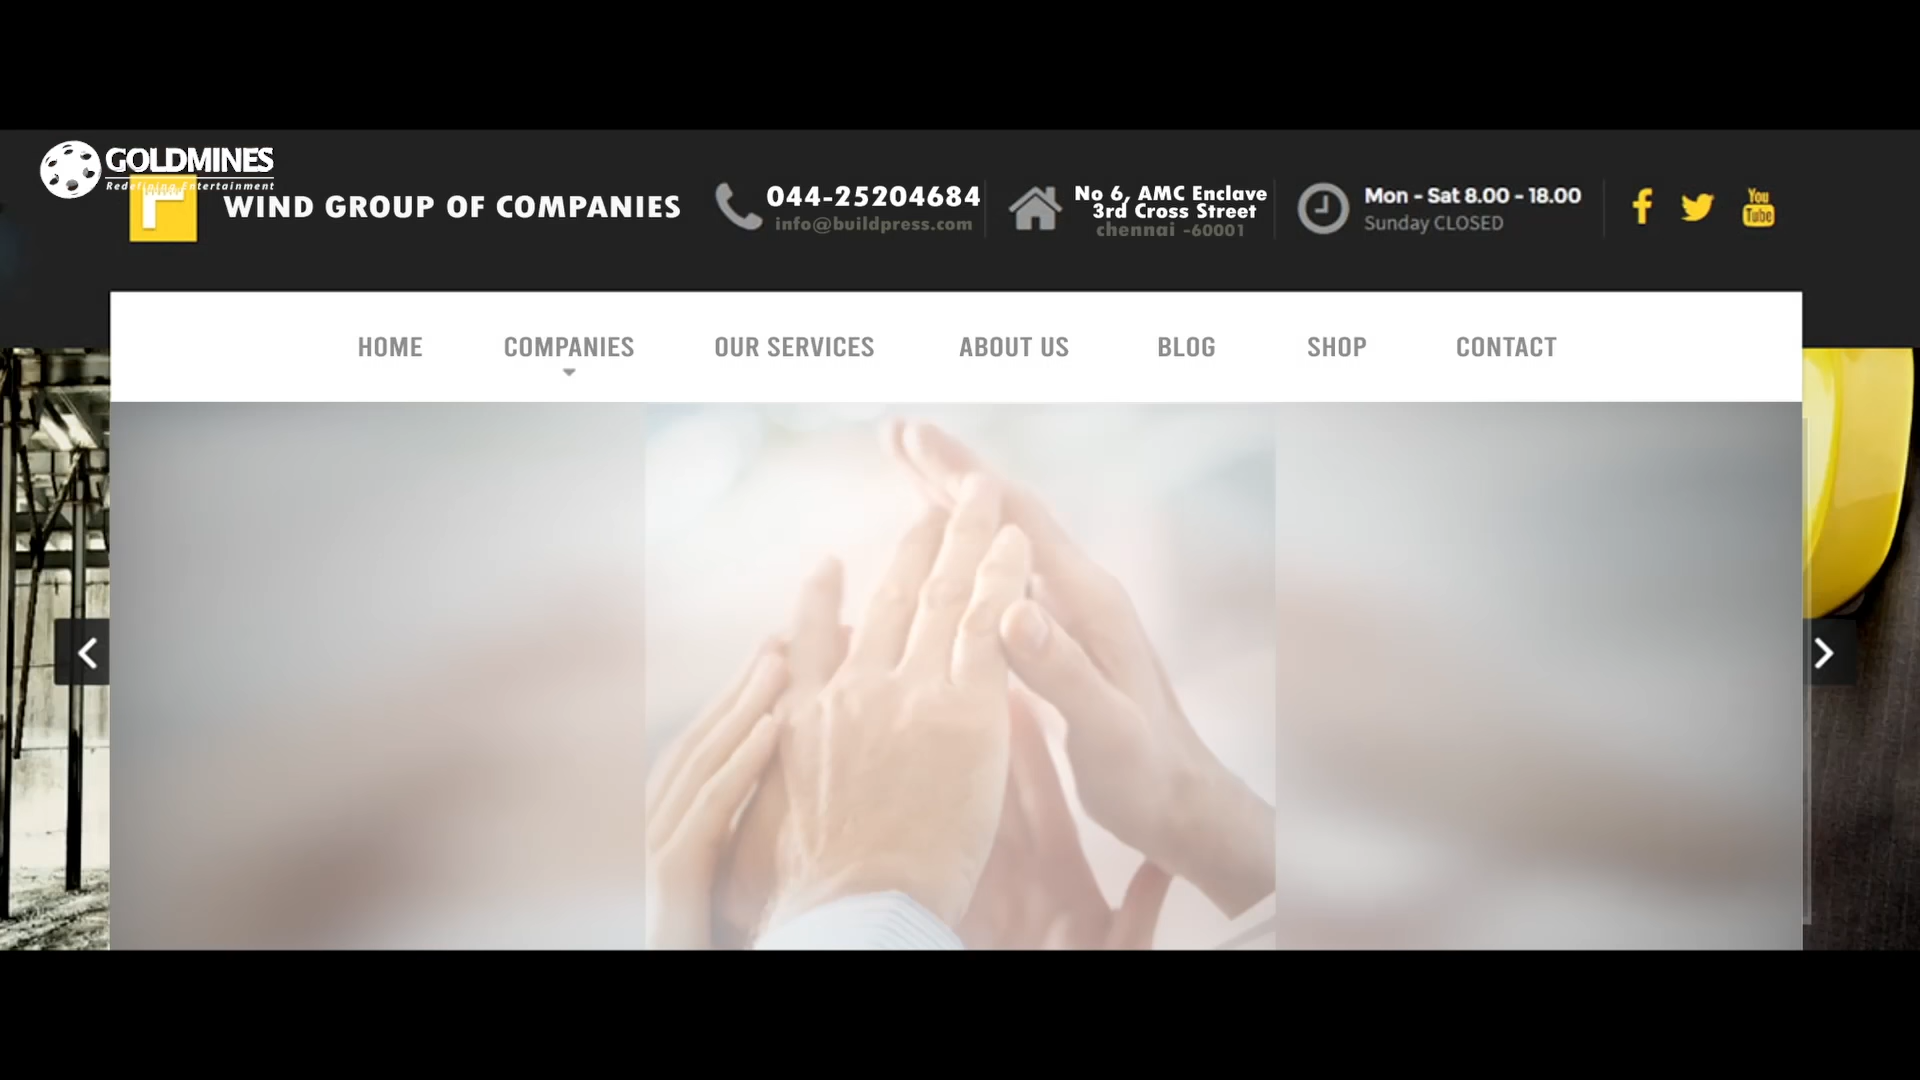 GOLDMINES
Redefining Entertainment
WIND GROUP OF COMPANIES
044-25204684
info@buildpress.com
No 6, AMC Enclave
3rd Cross Street
chennai -60001
Mon - Sat 8.00 - 18.00
Sunday CLOSED
You
Tube
HOME
COMPANIES
OUR SERVICES
ABOUT US
BLOG
SHOP
CONTACT